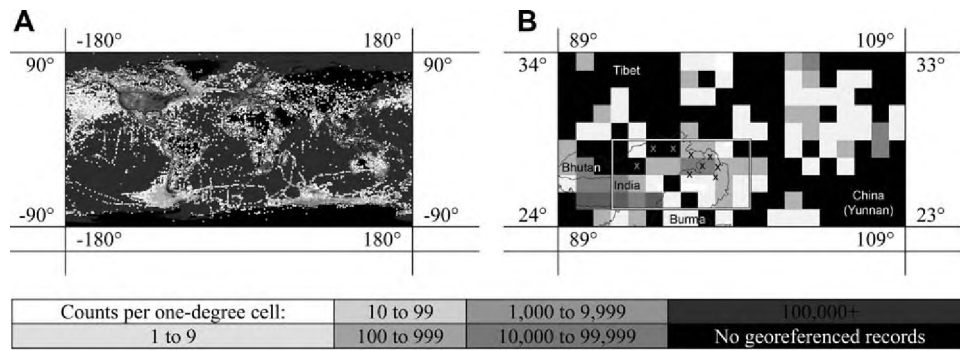 A
B
-180° 180°
89° 109°
90° 90°
34° 33°
Tibet
x x x
x x x
x x x
Bhutan
India
China
(Yunnan)
Burma
-90° -90°
24° 23°
-180° 180°
89° 109°
Counts per one-degree cell: 10 to 99 1,000 to 9,999 100,000+
1 to 9 100 to 999 10,000 to 99,999 No georeferenced records